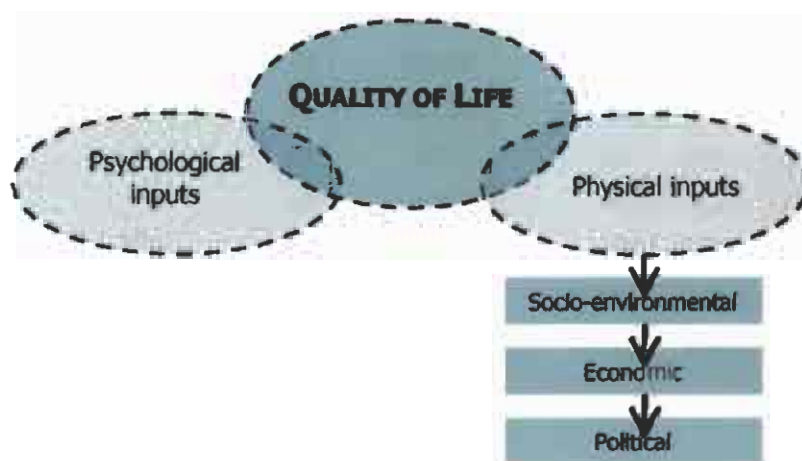 QUALITY OF LIFE
Psychological
inputs
Physical inputs
Socio-environmental
Economic
Political